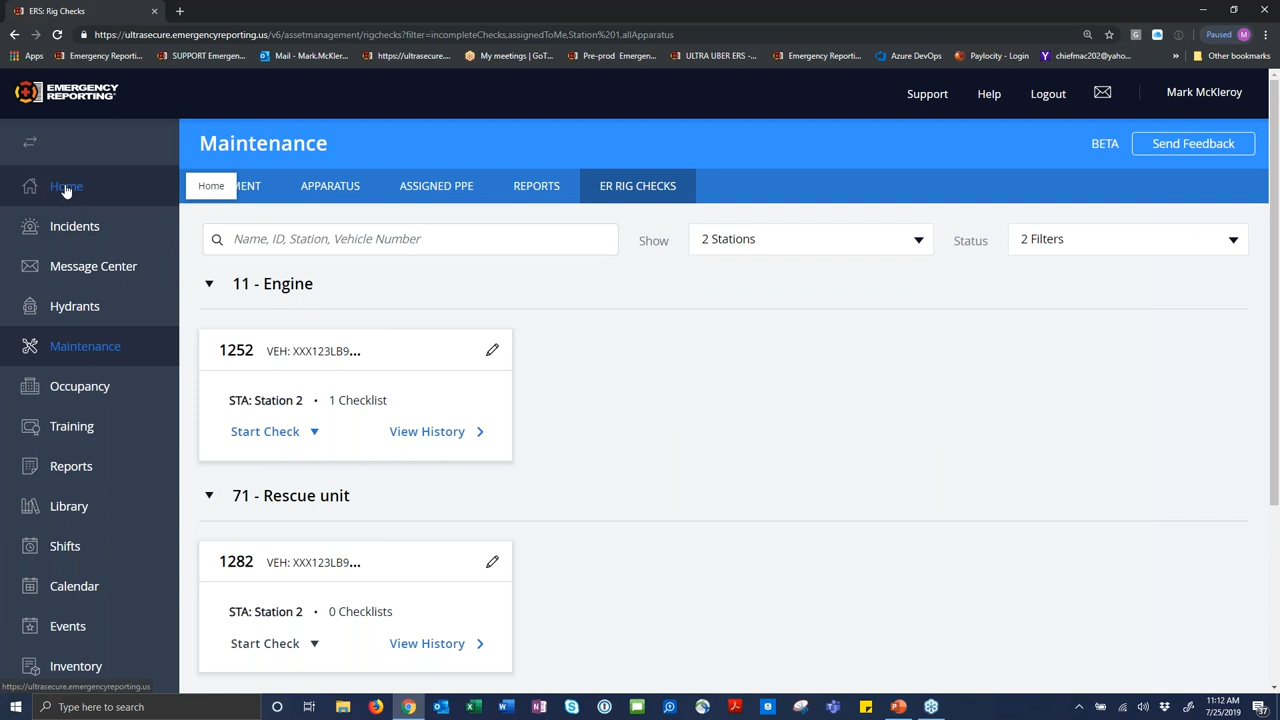 ERS: Rig Checks
https://ultrasecure.emergencyreporting.us/v6/assetmanagement/rigchecks?filter=incompleteChecks,assignedToMe,Station%201,allApparatus
Paused
M
Apps
Emergency Reporti...
SUPPORT Emergen...
Mail - Mark McKler...
https://ultrasecure....
My Meetings | GoT...
Pre-prod Emergen...
ULTRA UBER ERS -...
Emergency Reporti...
Azure DevOps
Paylocity - Login
chiefmac202@yaho...
»
Other bookmarks
EMERGENCY
REPORTING
Support
Help
Logout
Mark McKleroy
Home
Incidents
Message Center
Hydrants
Maintenance
Occupancy
Training
Reports
Library
Shifts
Calendar
Events
Inventory
https://ultrasecure.emergencyreporting.us
Maintenance
BETA
Send Feedback
Home
MENT
APPARATUS
ASSIGNED PPE
REPORTS
ER RIG CHECKS
Name, ID, Station, Vehicle Number
Show
2 Stations
Status
2 Filters
11 - Engine
1252 VEH: XXX123LB9...
STA: Station 2 • 1 Checklist
Start Check
View History
71 - Rescue unit
1282 VEH: XXX123LB9...
STA: Station 2 • 0 Checklists
Start Check
View History
Type here to search
11:12 AM
7/25/2019